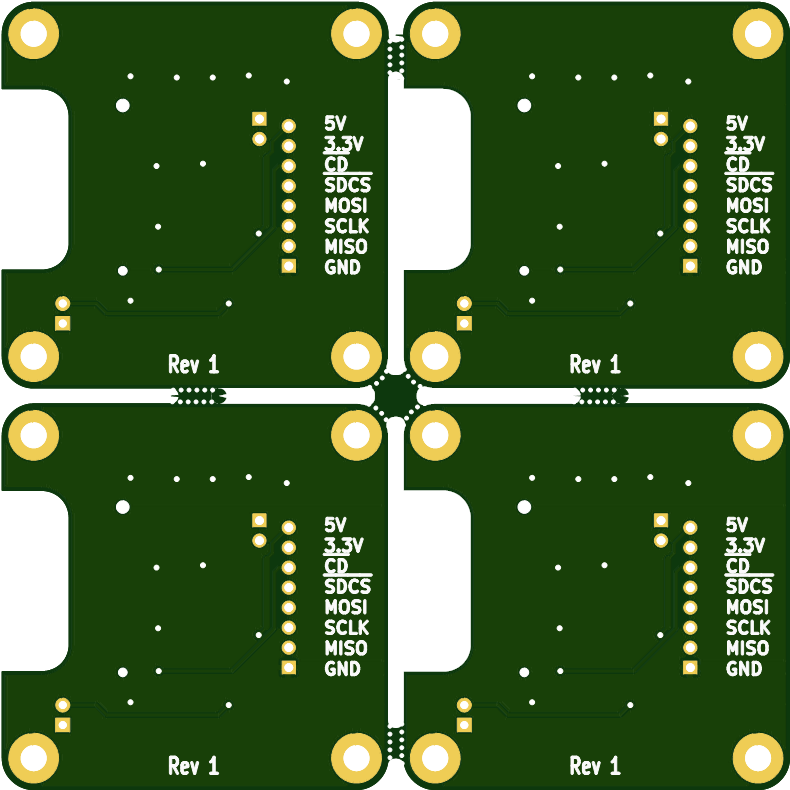 5V
3.3V
CD
SDCS
MOSI
SCLK
MISO
GND
Rev 1
5V
3.3V
CD
SDCS
MOSI
SCLK
MISO
GND
Rev 1
5V
3.3V
CD
SDCS
MOSI
SCLK
MISO
GND
Rev 1
5V
3.3V
CD
SDCS
MOSI
SCLK
MISO
GND
Rev 1